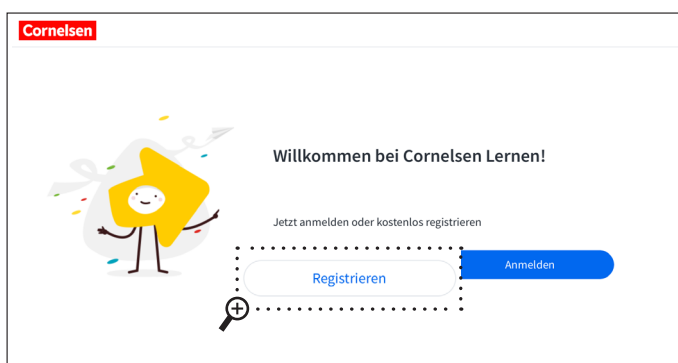 Cornelsen
Willkommen bei Cornelsen Lernen!
Jetzt anmelden oder kostenlos registrieren
Registrieren
Anmelden